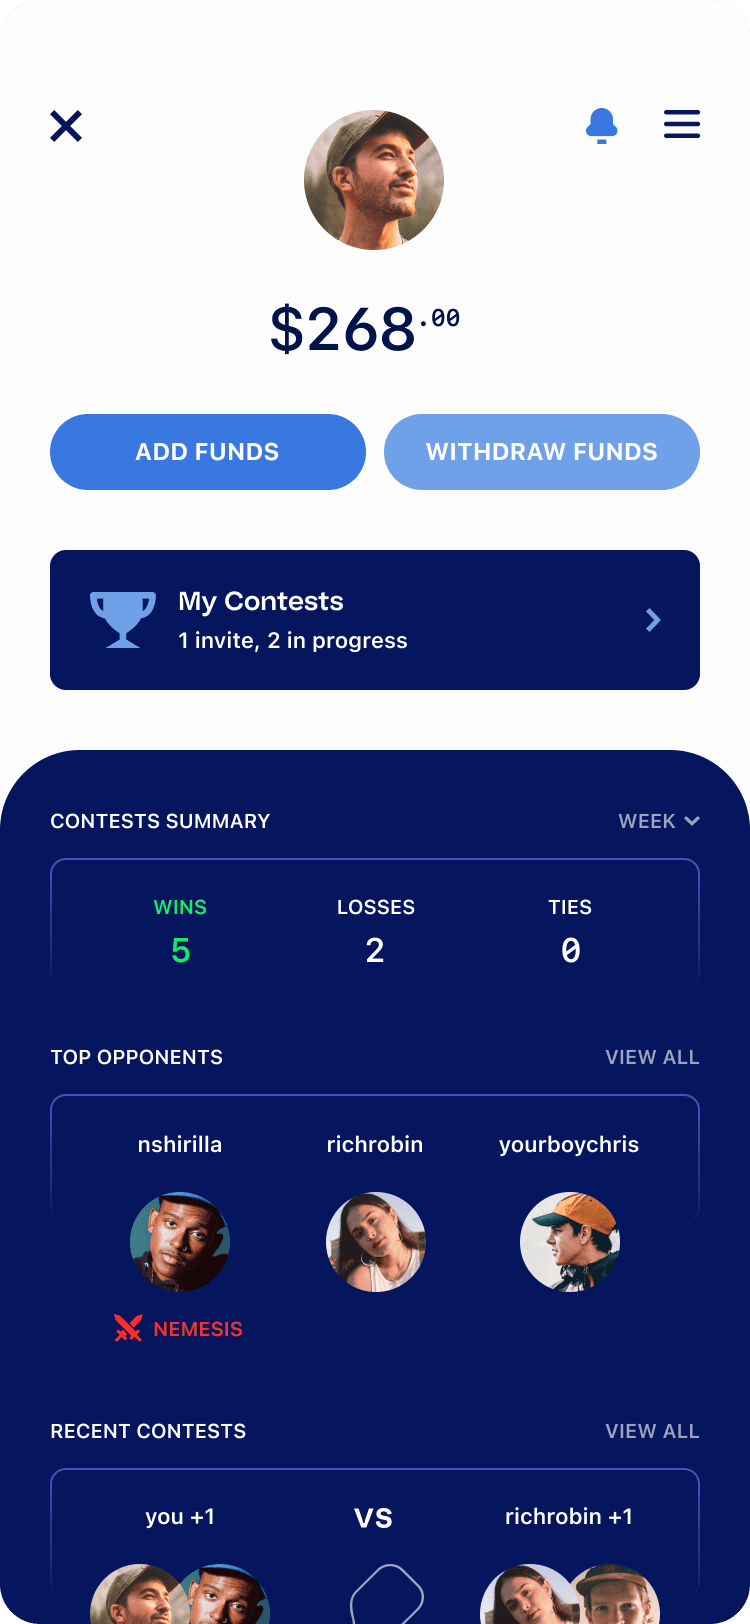 $268.00
ADD FUNDS WITHDRAW FUNDS
My Contests
1 invite, 2 in progress
CONTESTS SUMMARY WEEK
WINS LOSSES TIES
5 2 0
TOP OPPONENTS VIEW ALL
nshirilla richrobin yourboychris
NEMESIS
RECENT CONTESTS VIEW ALL
you +1 VS richrobin +1